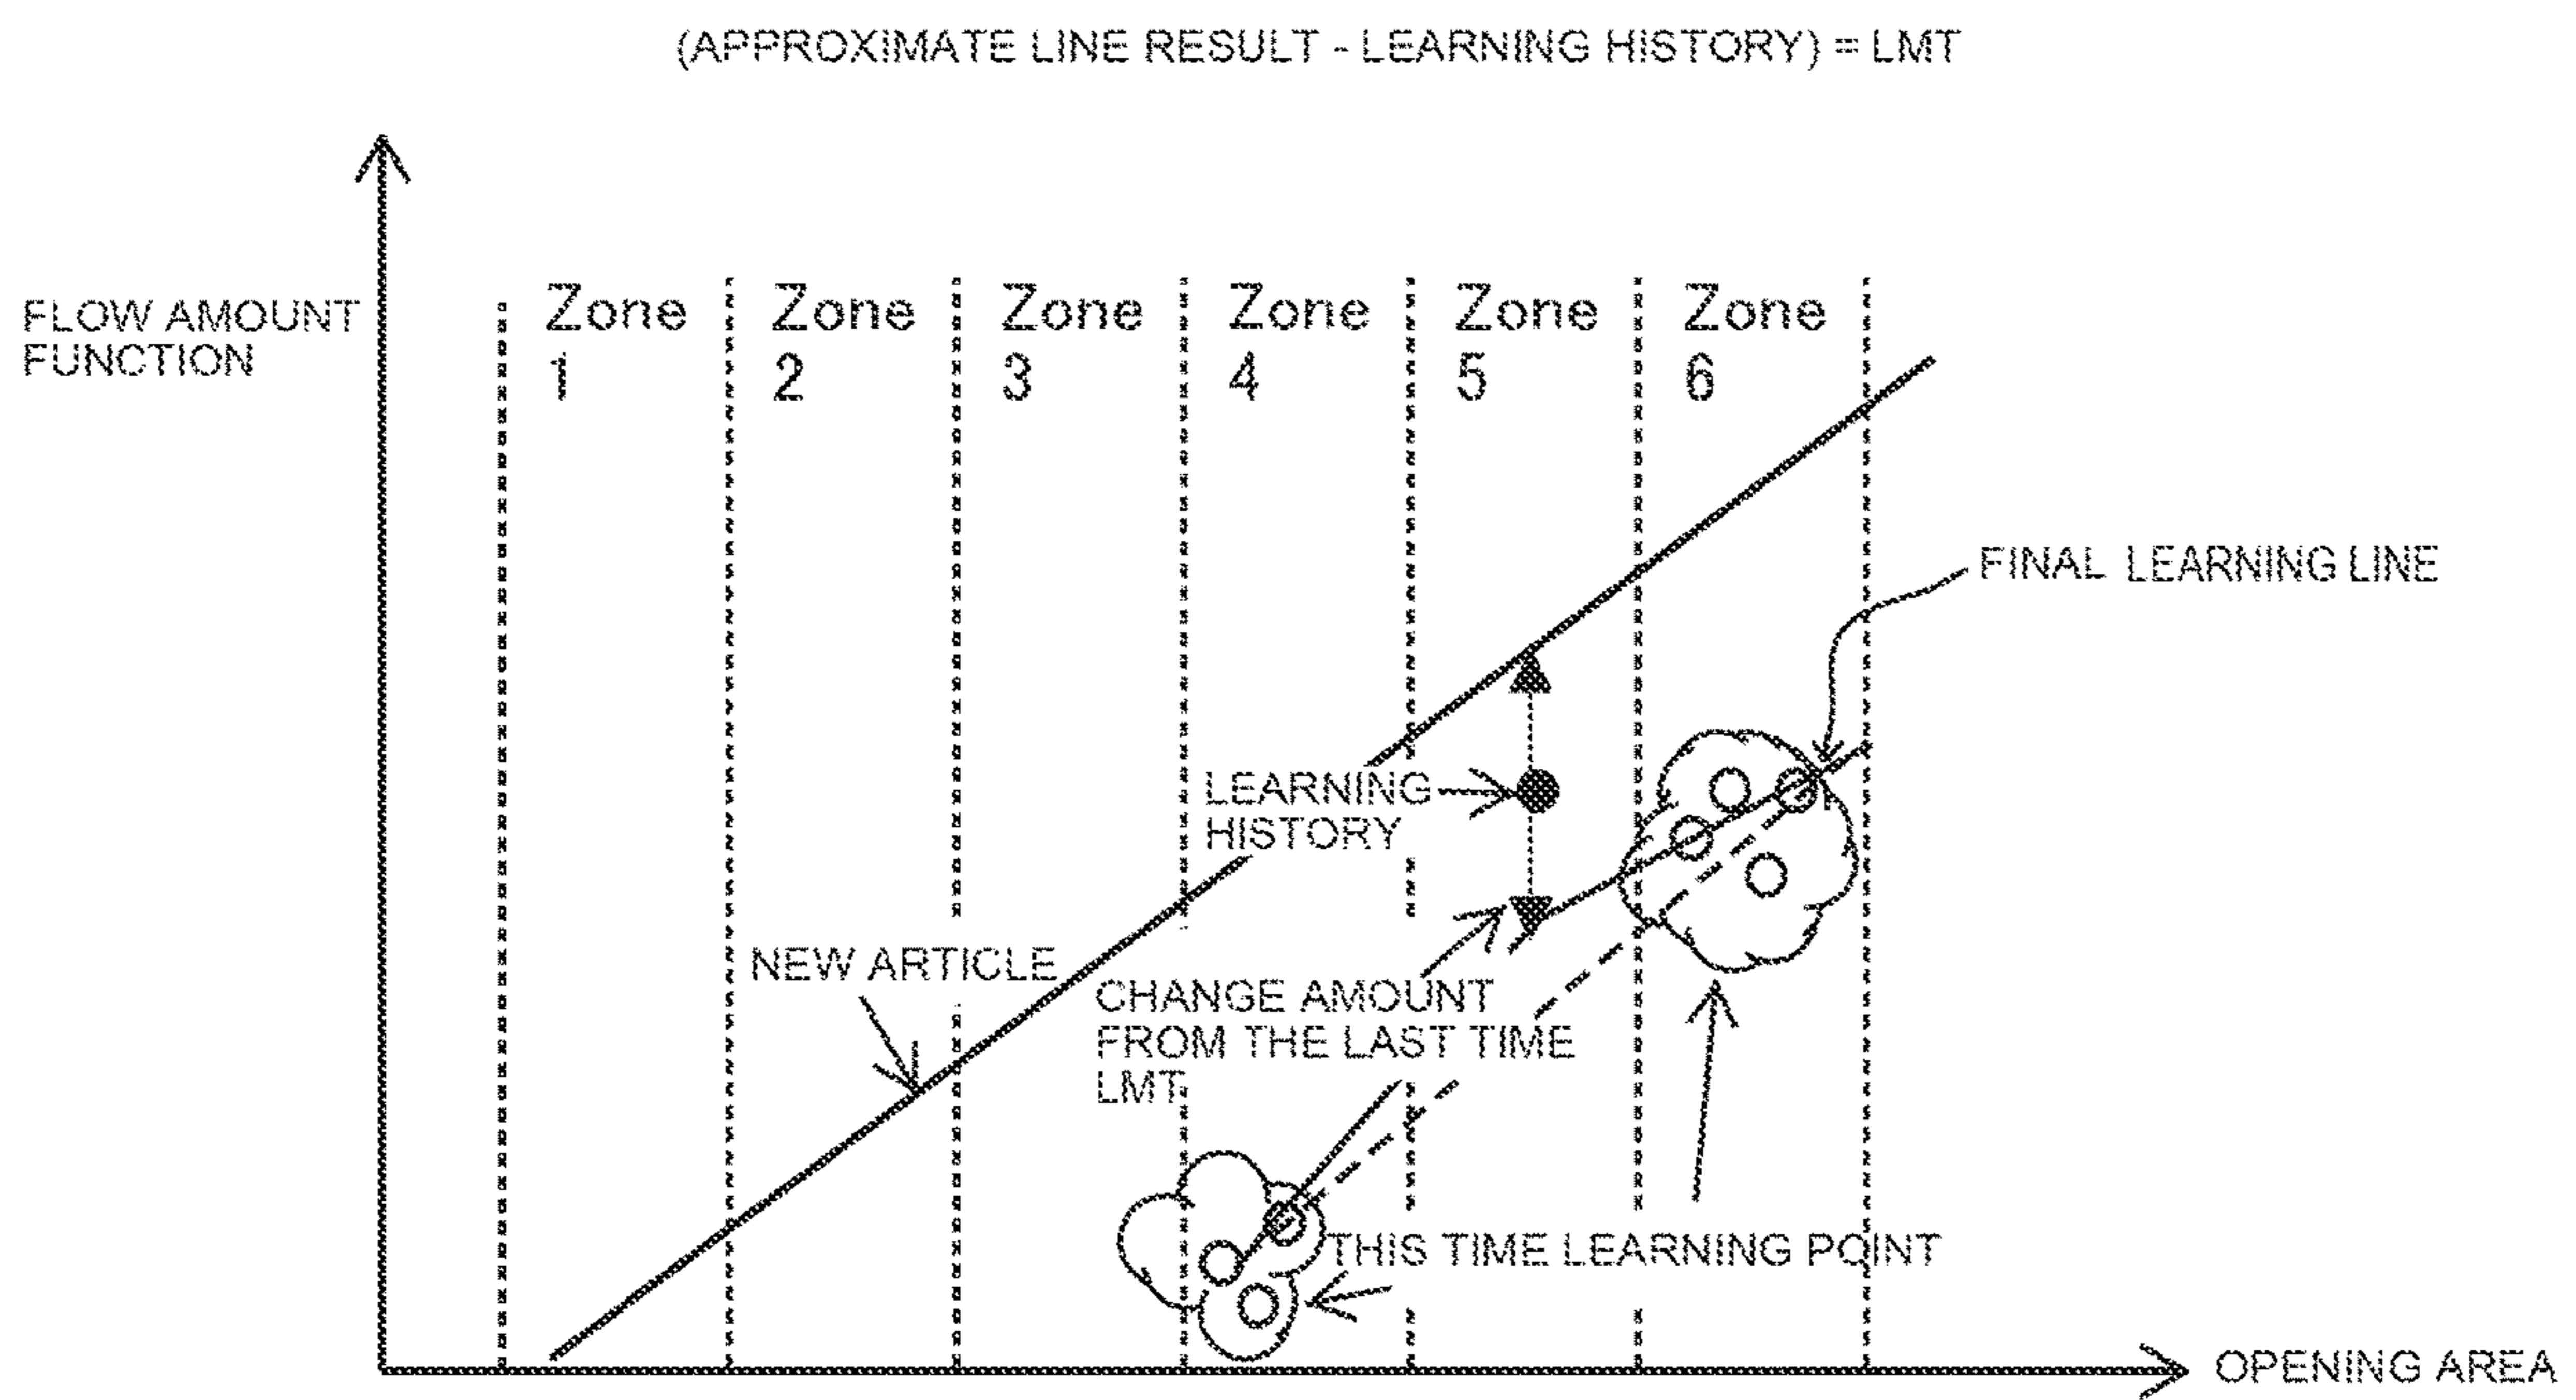 (APPROXIMATE LINE RESULT - LEARNING HISTORY) = LMT
FLOW AMOUNT
FUNCTION
Zone
1
Zone
2
Zone
3
Zone
4
Zone
5
Zone
6
FINAL LEARNING LINE
LEARNING
HISTORY
NEW ARTICLE
CHANGE AMOUNT
FROM THE LAST TIME
LMT
THIS TIME LEARNING POINT
OPENING AREA